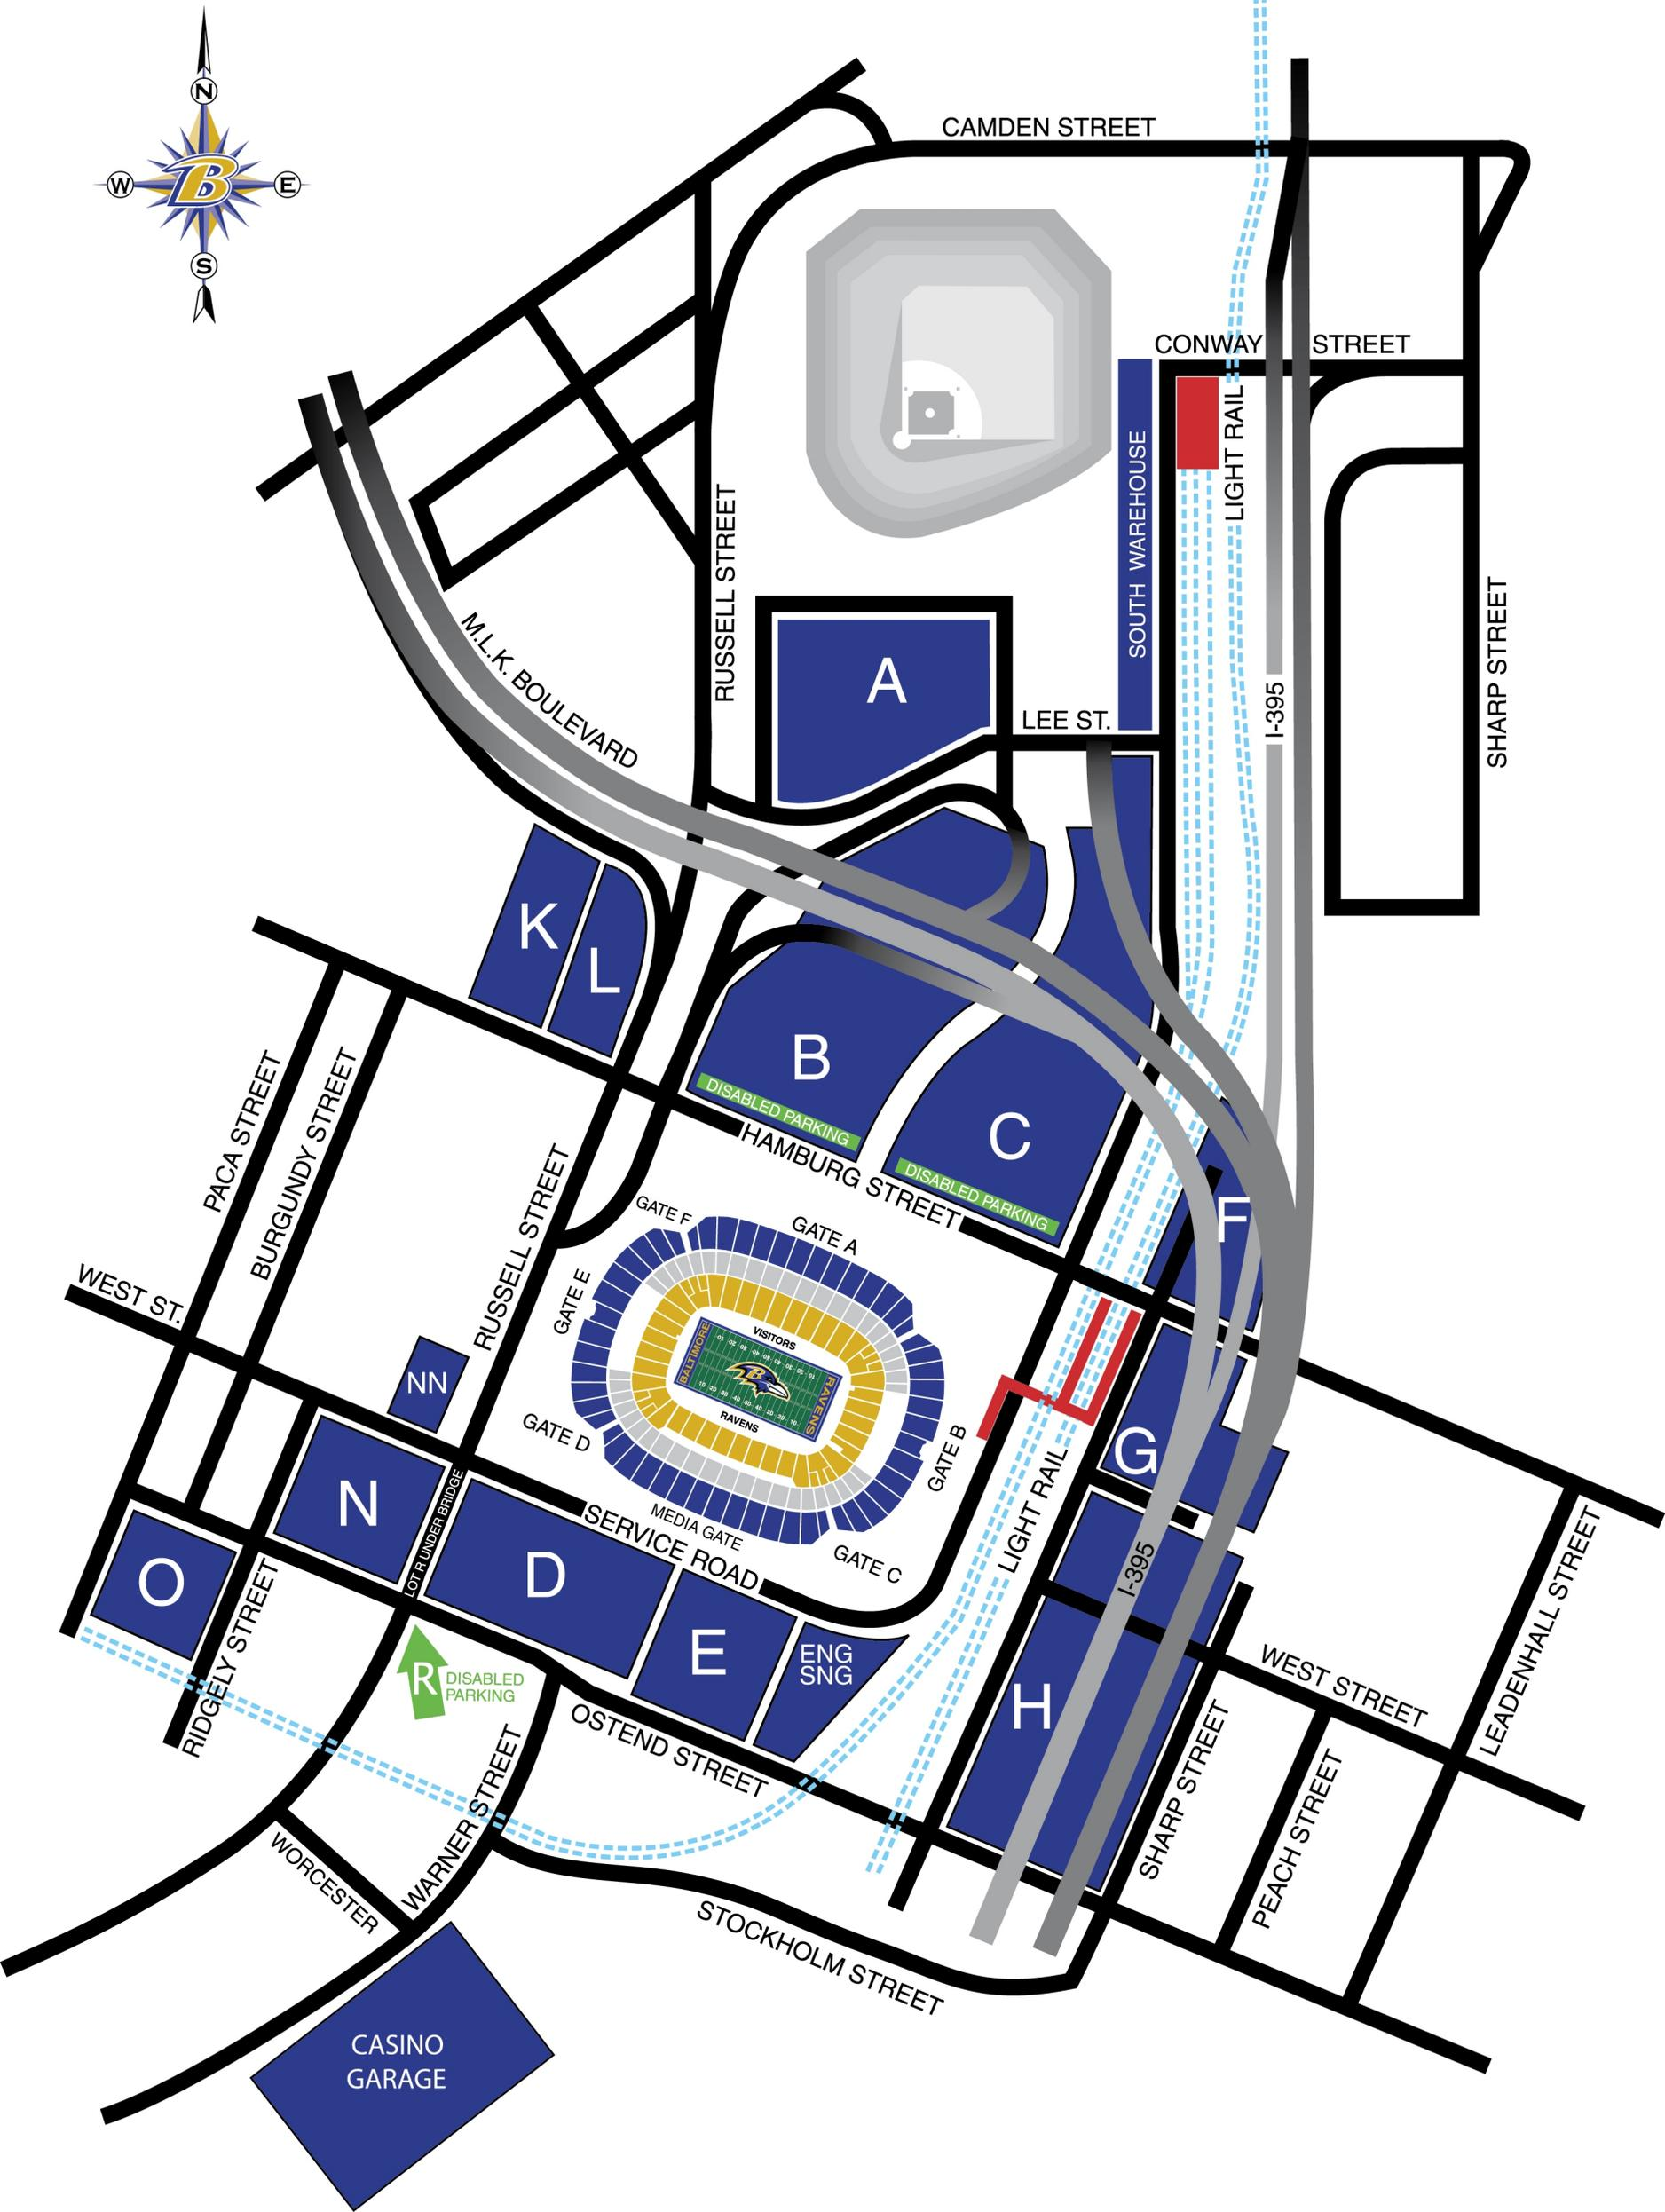 N
W
B
E
S
CAMDEN STREET
CONWAY STREET
LIGHT RAIL
SOUTH WAREHOUSE
RUSSELL STREET
SHARP STREET
A
M.L.K. BOULEVARD
I-395
LEE ST.
K
L
B
DISABLED PARKING
C
DISABLED PARKING
PACA STREET
BURGUNDY STREET
HAMBURG STREET
RUSSELL STREET
F
GATE F
GATE A
GATE E
WEST ST.
VISITORS
BALTIMORE
B
RAVENS
RAVENS
NN
GATE D
GATE B
G
N
LOT R UNDER BRIDGE
MEDIA GATE
SERVICE ROAD
GATE C
LIGHT RAIL
I-395
D
O
E
ENG
SNG
R
DISABLED
PARKING
RIDGELY STREET
H
WEST STREET
LEADENHALL STREET
OSTEND STREET
WARNER STREET
SHARP STREET
PEACH STREET
WORCESTER
STOCKHOLM STREET
CASINO
GARAGE